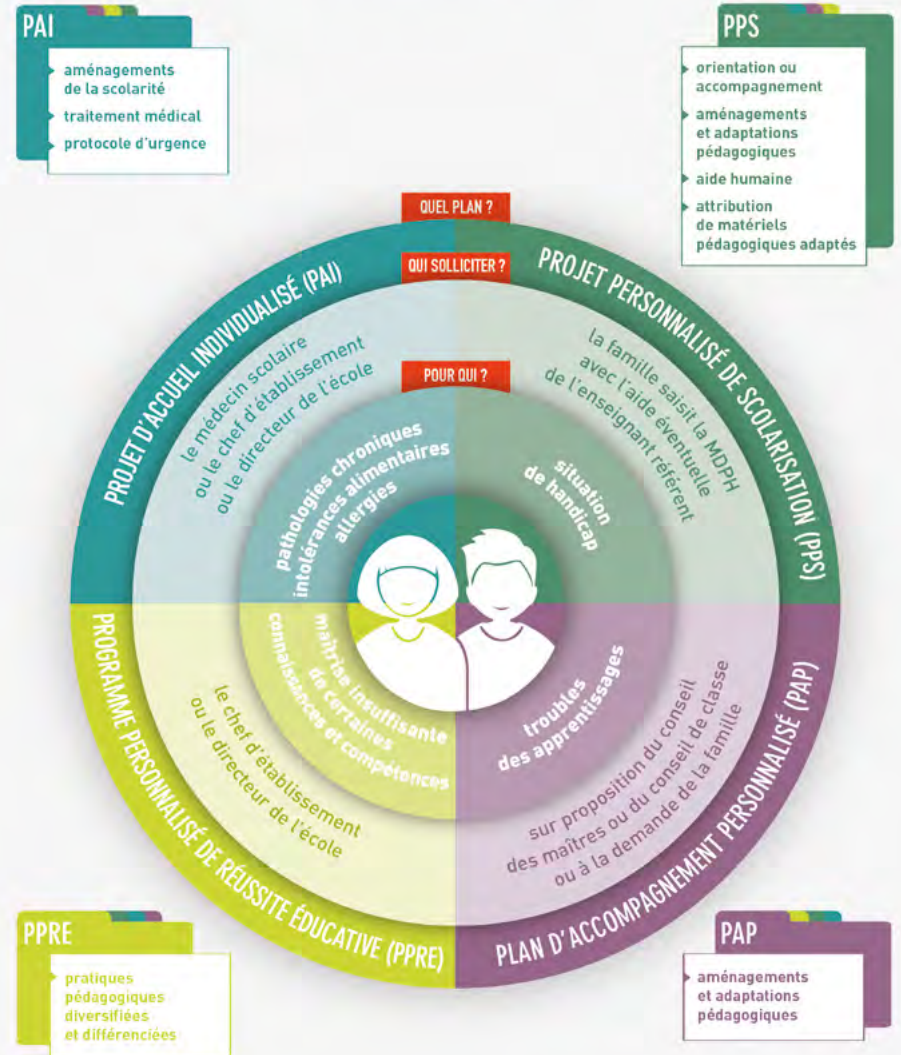 PAI
aménagements
de la scolarité
traitement médical
protocole d'urgence
PPS
orientation ou
accompagnement
aménagements
et adaptations
pédagogiques
aide humaine
attribution
de matériels
pédagogiques adaptés
QUEL PLAN ?
QUI SOLLICITER ?
POUR QUI ?
PROJET D'ACCUEIL INDIVIDUALISÉ (PAI)
le médecin scolaire
ou le chef d'établissement
ou le directeur de l'école
pathologies chroniques
intolérances alimentaires
allergies
PROJET PERSONNALISÉ DE SCOLARISATION (PPS)
la famille saisit la MDPH
avec l'aide éventuelle
de l'enseignant référent
situation
de handicap
PROGRAMME PERSONNALISÉ DE RÉUSSITE ÉDUCATIVE (PPRE)
le chef d'établissement
ou le directeur de l'école
maîtrise insuffisante
de certaines
connaissances et compétences
PLAN D'ACCOMPAGNEMENT PERSONNALISÉ (PAP)
sur proposition du conseil
des maîtres ou du conseil de classe
ou à la demande de la famille
troubles
des apprentissages
PPRE
pratiques
pédagogiques
diversifiées
et différenciées
PAP
aménagements
et adaptations
pédagogiques